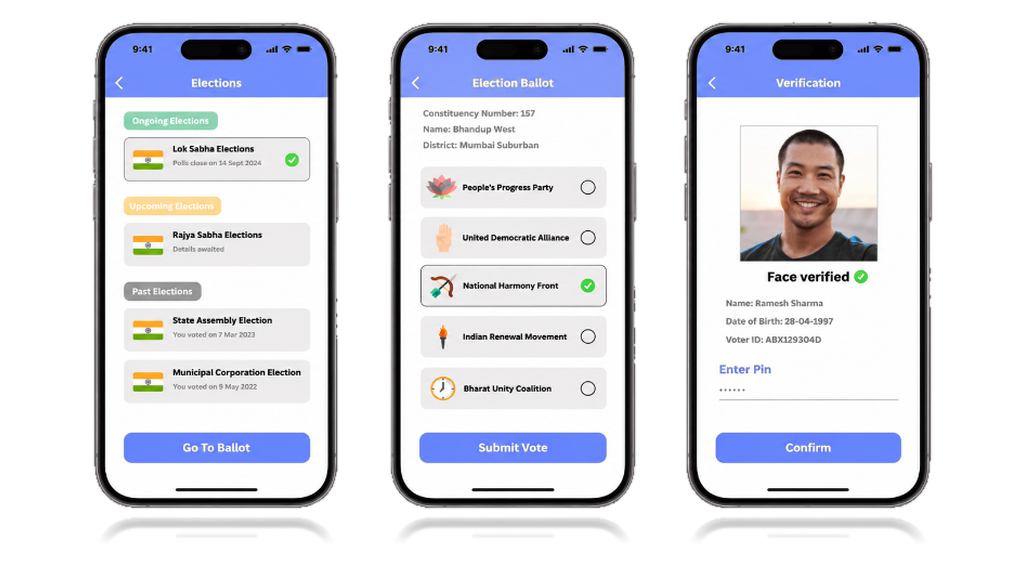 9:41
Elections
Ongoing Elections
Lok Sabha Elections
Polls close on 14 Sept 2024
Upcoming Elections
Rajya Sabha Elections
Details awaited
Past Elections
State Assembly Election
You voted on 7 Mar 2023
Municipal Corporation Election
You voted on 9 May 2022
Go To Ballot
9:41
Election Ballot
Constituency Number: 157
Name: Bhandup West
District: Mumbai Suburban
People's Progress Party
United Democratic Alliance
National Harmony Front
Indian Renewal Movement
Bharat Unity Coalition
Submit Vote
9:41
Verification
Face verified
Name: Ramesh Sharma
Date of Birth: 28-04-1997
Voter ID: ABX129304D
Enter Pin
••••••
Confirm